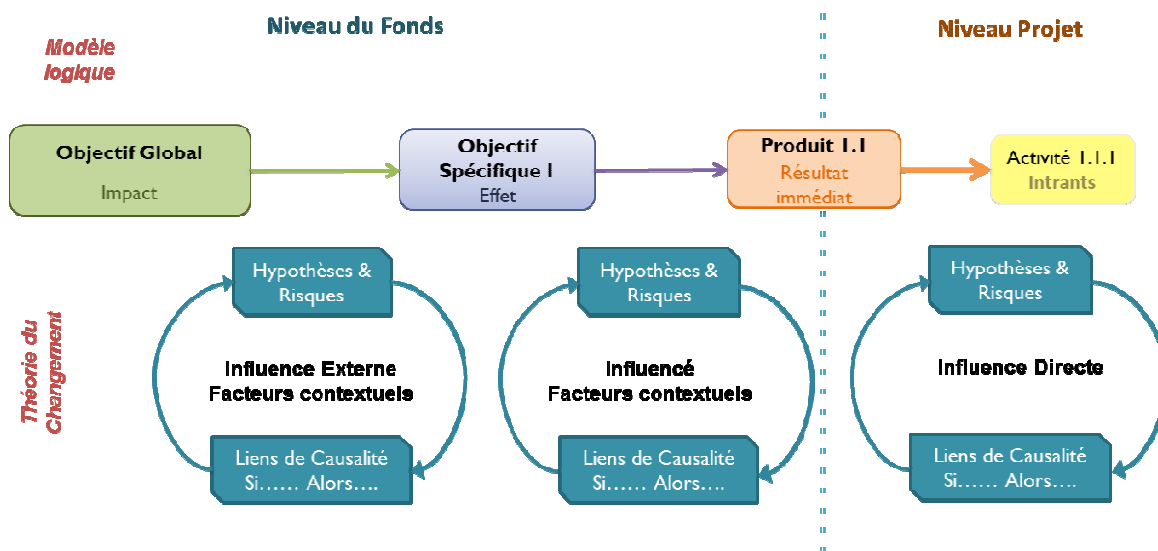 Niveau du Fonds
Niveau Projet
Modèle
logique
Objectif Global
Impact
Objectif
Spécifique I
Effet
Produit 1.1
Résultat
immédiat
Activité 1.1.1
Intrants
Théorie du
Changement
Hypothèses &
Risques
Influence Externe
Facteurs contextuels
Liens de Causalité
Si...... Alors....
Hypothèses &
Risques
Influencé
Facteurs contextuels
Liens de Causalité
Si...... Alors....
Hypothèses &
Risques
Influence Directe
Liens de Causalité
Si...... Alors....